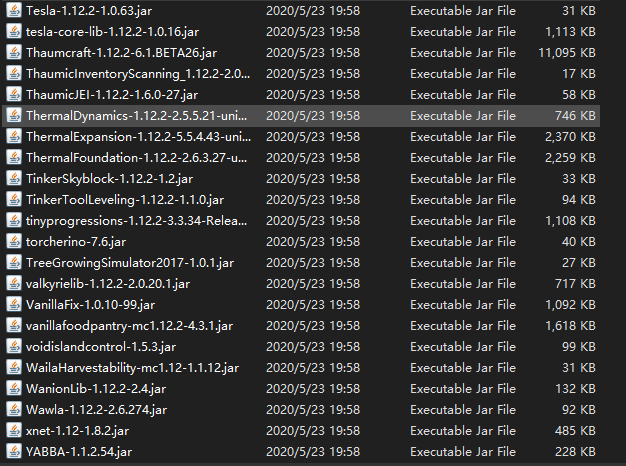 Tesla-1.12.2-1.0.63.jar 2020/5/23 19:58 Executable Jar File 31 KB
tesla-core-lib-1.12.2-1.0.16.jar 2020/5/23 19:58 Executable Jar File 1,113 KB
Thaumcraft-1.12.2-6.1.BETA26.jar 2020/5/23 19:58 Executable Jar File 11,095 KB
ThaumicInventoryScanning_1.12.2-2.0... 2020/5/23 19:58 Executable Jar File 17 KB
ThaumicJEI-1.12.2-1.6.0-27.jar 2020/5/23 19:58 Executable Jar File 58 KB
ThermalDynamics-1.12.2-2.5.5.21-uni... 2020/5/23 19:58 Executable Jar File 746 KB
ThermalExpansion-1.12.2-5.5.4.43-uni... 2020/5/23 19:58 Executable Jar File 2,370 KB
ThermalFoundation-1.12.2-2.6.3.27-u... 2020/5/23 19:58 Executable Jar File 2,259 KB
TinkerSkyblock-1.12.2-1.2.jar 2020/5/23 19:58 Executable Jar File 33 KB
TinkerToolLeveling-1.12.2-1.1.0.jar 2020/5/23 19:58 Executable Jar File 94 KB
tinyprogressions-1.12.2-3.3.34-Relea... 2020/5/23 19:58 Executable Jar File 1,108 KB
torcherino-7.6.jar 2020/5/23 19:58 Executable Jar File 40 KB
TreeGrowingSimulator2017-1.0.1.jar 2020/5/23 19:58 Executable Jar File 27 KB
valkyrielib-1.12.2-2.0.20.1.jar 2020/5/23 19:58 Executable Jar File 717 KB
VanillaFix-1.0.10-99.jar 2020/5/23 19:58 Executable Jar File 1,092 KB
vanillafoodpantry-mc1.12.2-4.3.1.jar 2020/5/23 19:58 Executable Jar File 1,618 KB
voidislandcontrol-1.5.3.jar 2020/5/23 19:58 Executable Jar File 99 KB
WailaHarvestability-mc1.12-1.1.12.jar 2020/5/23 19:58 Executable Jar File 31 KB
WanionLib-1.12.2-2.4.jar 2020/5/23 19:58 Executable Jar File 132 KB
Wawla-1.12.2-2.6.274.jar 2020/5/23 19:58 Executable Jar File 92 KB
xnet-1.12-1.8.2.jar 2020/5/23 19:58 Executable Jar File 485 KB
YABBA-1.1.2.54.jar 2020/5/23 19:58 Executable Jar File 228 KB